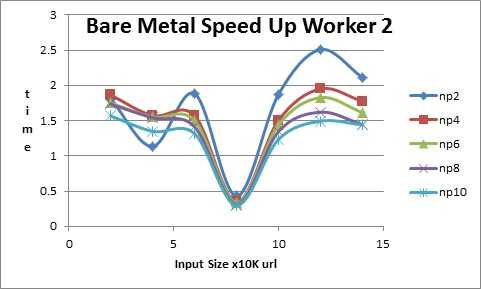 Bare Metal Speed Up Worker 2
3
2.5
2
1.5
1
0.5
0
t
i
m
e
0
5
10
15
Input Size x10K url
np2
np4
np6
np8
np10